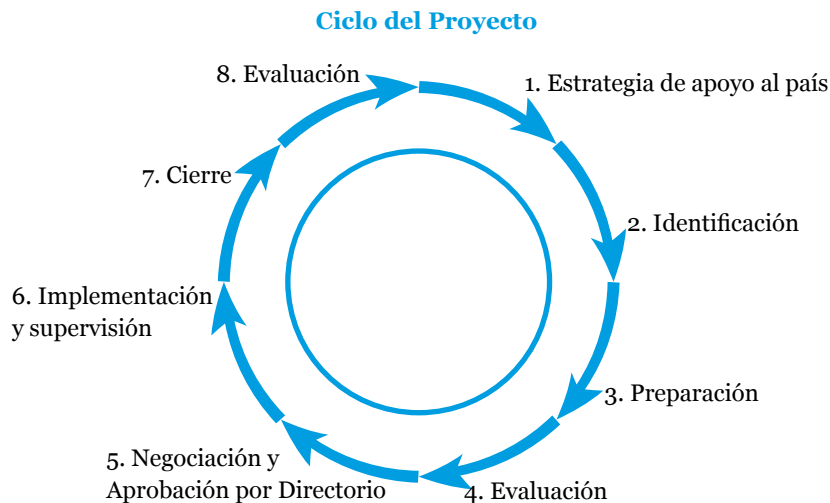 Ciclo del Proyecto
1. Estrategia de apoyo al país
2. Identificación
3. Preparación
4. Evaluación
5. Negociación y
Aprobación por Directorio
6. Implementación
y supervisión
7. Cierre
8. Evaluación